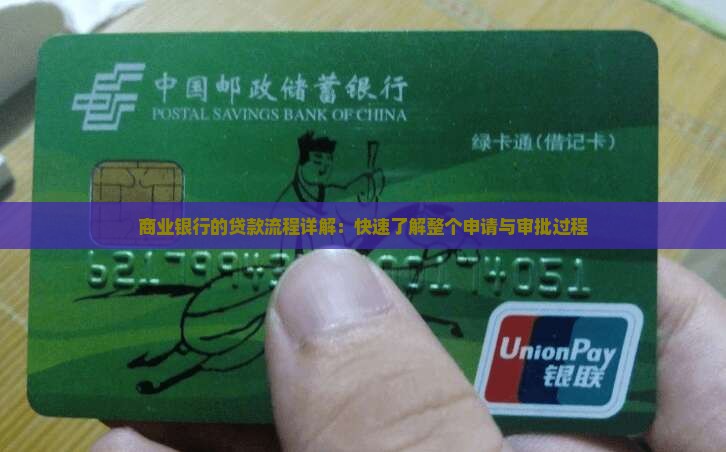 中国邮政储蓄银行
POSTAL SAVINGS BANK OF CHINA
绿卡通(借记卡)
商业银行的贷款流程详解：快速了解整个申请与审批过程
UnionPay
银联